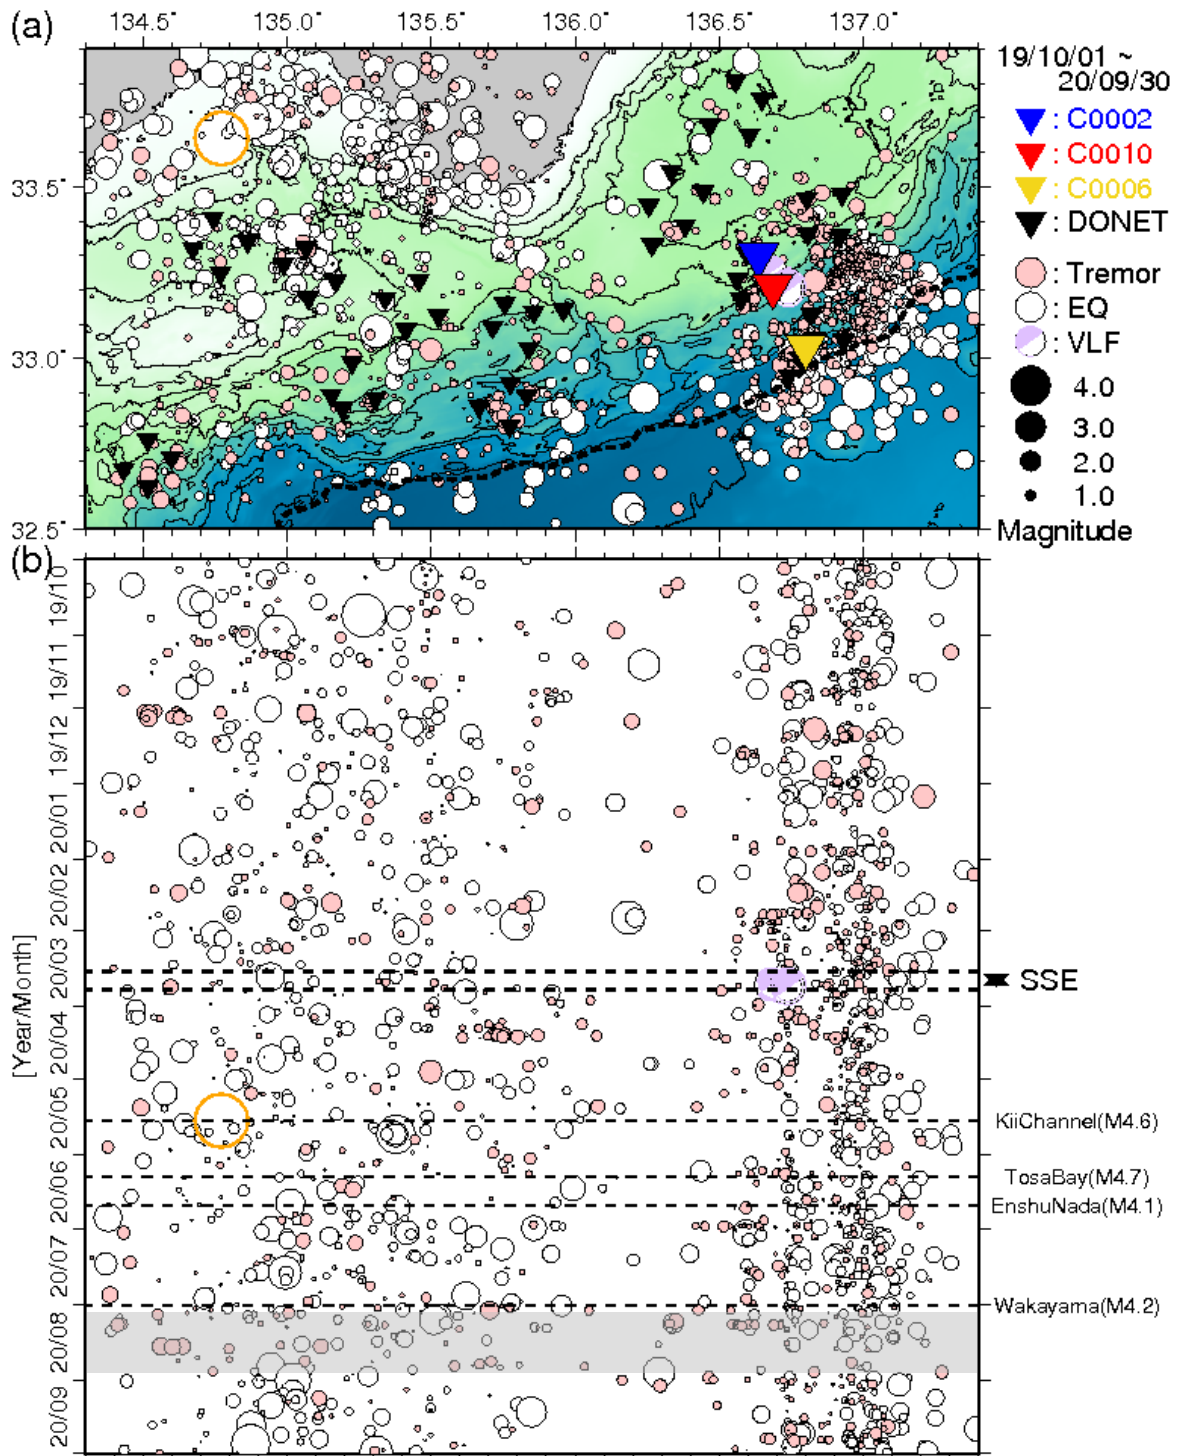 (a)
134.5° 135.0° 135.5° 136.0° 136.5° 137.0°
33.5°
33.0°
32.5°
19/10/01 ~
20/09/30
: C0002
: C0010
: C0006
: DONET
: Tremor
: EQ
: VLF
4.0
3.0
2.0
1.0
Magnitude
(b)
[Year/Month]
19/10
19/11
19/12
20/01
20/02
20/03
20/04
20/05
20/06
20/07
20/08
20/09
SSE
KiiChannel(M4.6)
TosaBay(M4.7)
EnshuNada(M4.1)
Wakayama(M4.2)